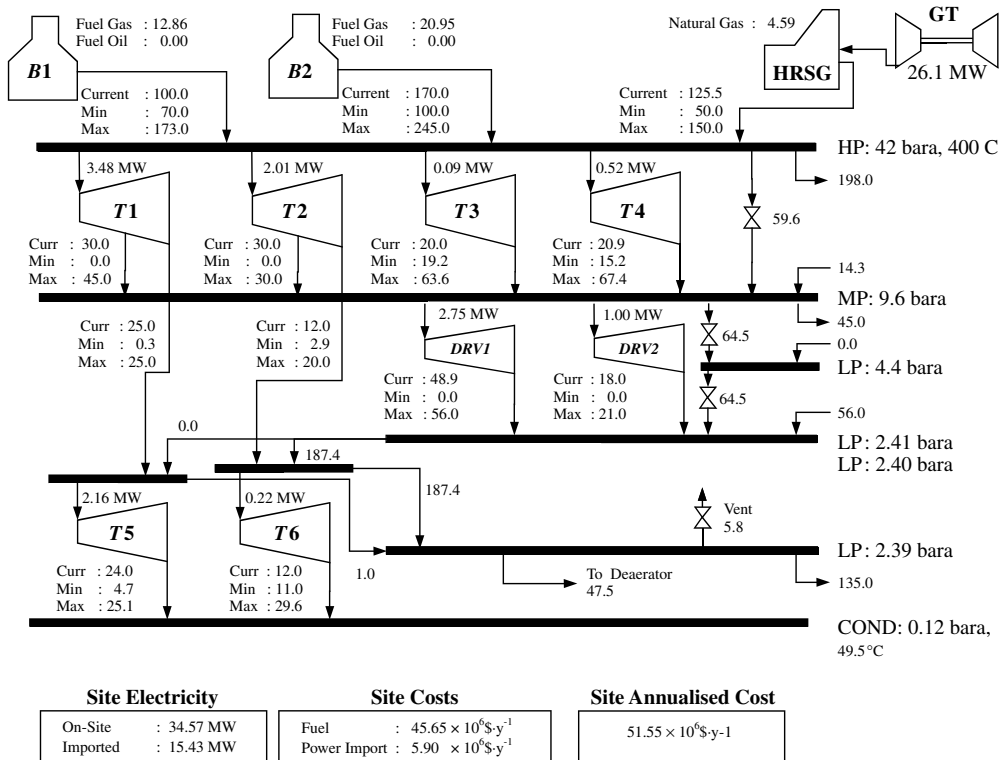 Fuel Gas : 12.86
Fuel Oil : 0.00
B1
Fuel Gas : 20.95
Fuel Oil : 0.00
B2
Natural Gas : 4.59
HRSG
GT
26.1 MW
Current : 100.0
Min : 70.0
Max : 173.0
Current : 170.0
Min : 100.0
Max : 245.0
Current : 125.5
Min : 50.0
Max : 150.0
HP: 42 bara, 400 C
3.48 MW
T1
2.01 MW
T2
0.09 MW
T3
0.52 MW
T4
59.6
198.0
Curr : 30.0
Min : 0.0
Max : 45.0
Curr : 30.0
Min : 0.0
Max : 30.0
Curr : 20.0
Min : 19.2
Max : 63.6
Curr : 20.9
Min : 15.2
Max : 67.4
14.3
MP: 9.6 bara
45.0
Curr : 25.0
Min : 0.3
Max : 25.0
Curr : 12.0
Min : 2.9
Max : 20.0
2.75 MW
DRV1
1.00 MW
DRV2
64.5
0.0
LP: 4.4 bara
Curr : 48.9
Min : 0.0
Max : 56.0
Curr : 18.0
Min : 0.0
Max : 21.0
64.5
56.0
0.0
LP: 2.41 bara
LP: 2.40 bara
187.4
187.4
2.16 MW
T5
0.22 MW
T6
Vent
5.8
LP: 2.39 bara
Curr : 24.0
Min : 4.7
Max : 25.1
Curr : 12.0
Min : 11.0
Max : 29.6
1.0
To Deaerator
47.5
135.0
COND: 0.12 bara,
49.5°C
Site Electricity
On-Site : 34.57 MW
Imported : 15.43 MW
Site Costs
Fuel : 45.65 × 10⁶$·y⁻¹
Power Import : 5.90 × 10⁶$·y⁻¹
Site Annualised Cost
51.55 × 10⁶$·y-1